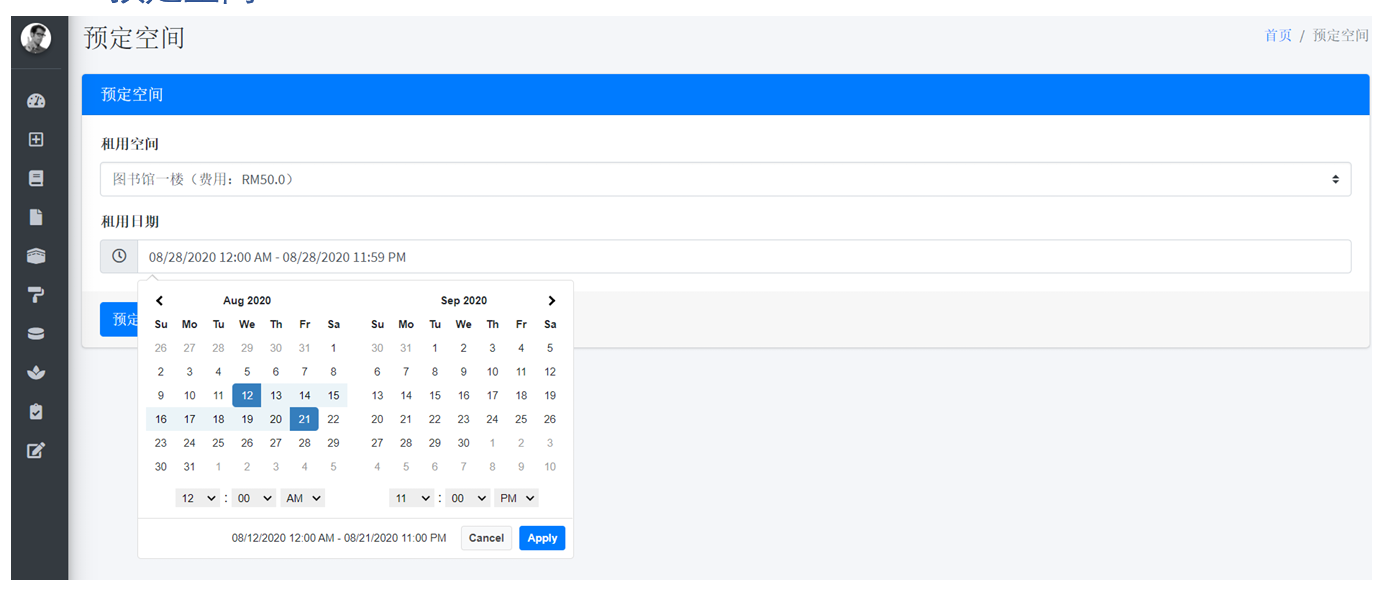 预定空间
首页 / 预定空间
预定空间
租用空间
图书馆一楼（费用：RM50.0）
租用日期
08/28/2020 12:00 AM - 08/28/2020 11:59 PM
预定
Aug 2020
Su Mo Tu We Th Fr Sa
26 27 28 29 30 31 1
2 3 4 5 6 7 8
9 10 11 12 13 14 15
16 17 18 19 20 21 22
23 24 25 26 27 28 29
30 31 1 2 3 4 5
12 : 00 AM
Sep 2020
Su Mo Tu We Th Fr Sa
30 31 1 2 3 4 5
6 7 8 9 10 11 12
13 14 15 16 17 18 19
20 21 22 23 24 25 26
27 28 29 30 1 2 3
4 5 6 7 8 9 10
11 : 00 PM
08/12/2020 12:00 AM - 08/21/2020 11:00 PM
Cancel
Apply